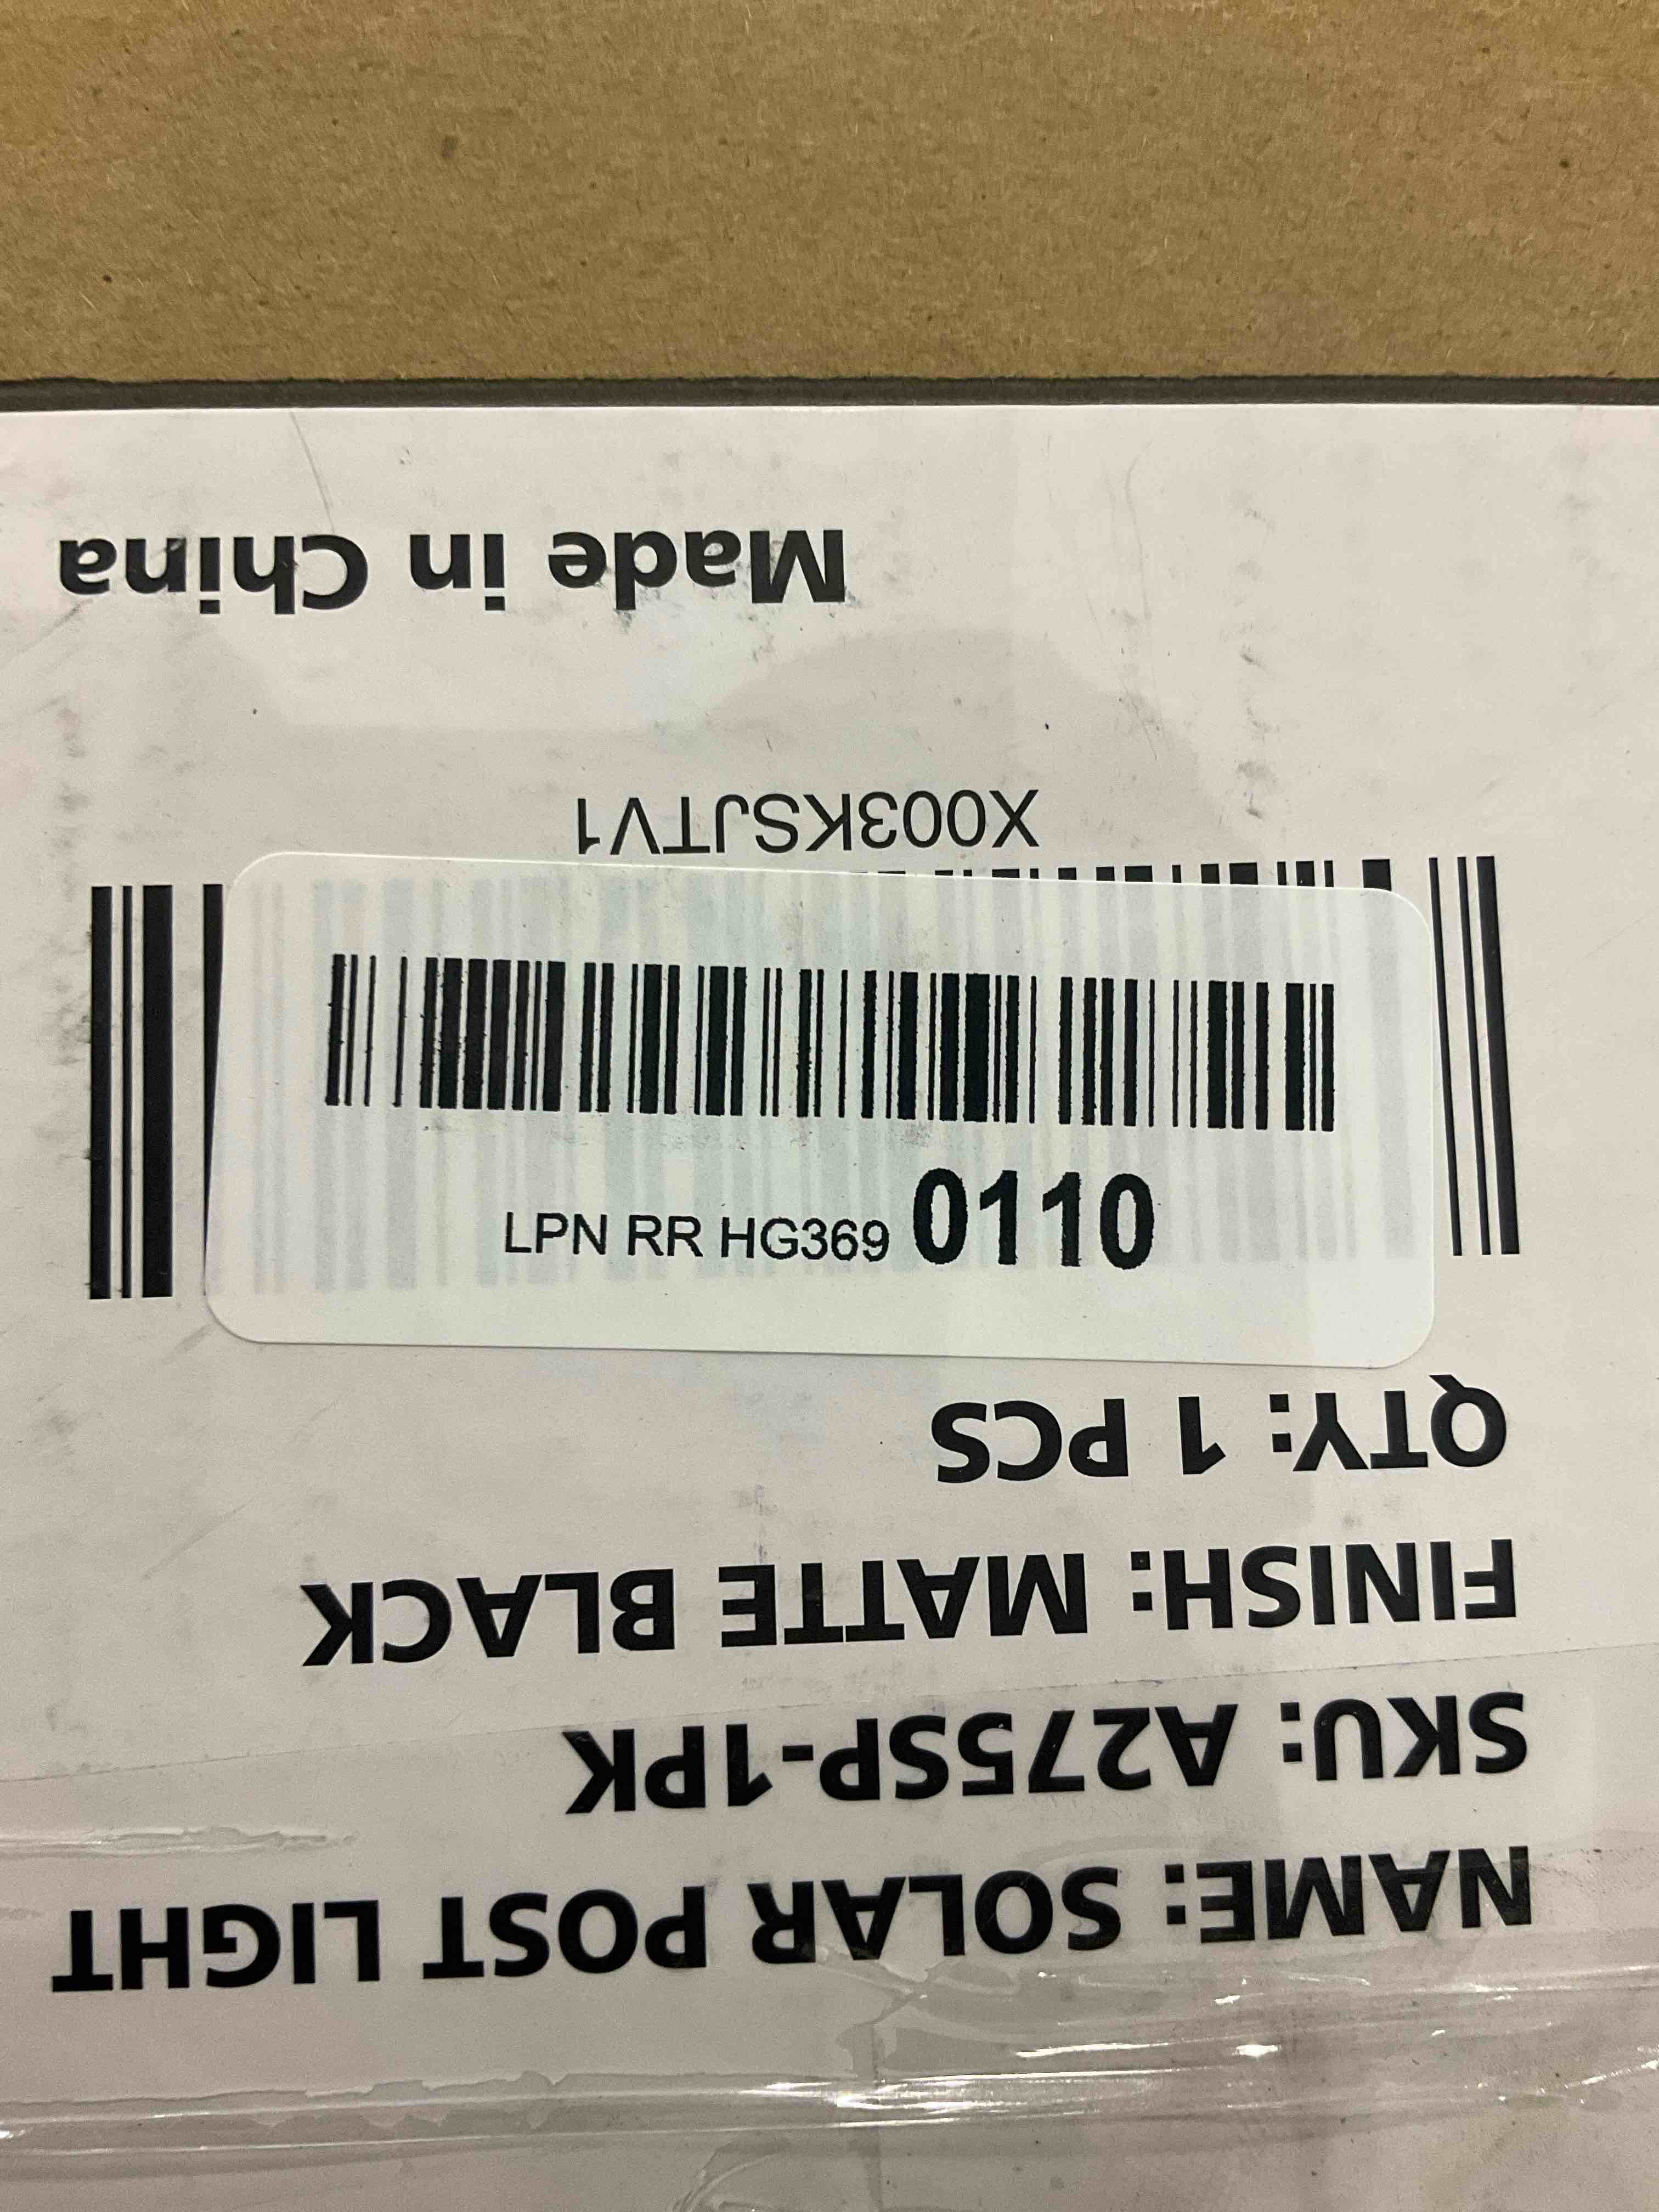 NAME: SOLAR POST LIGHT
SKU: A275SP-1PK
FINISH: MATTE BLACK
QTY: 1 PCS
LPN RR HG369 0110
X003KSJTV1
Made in China